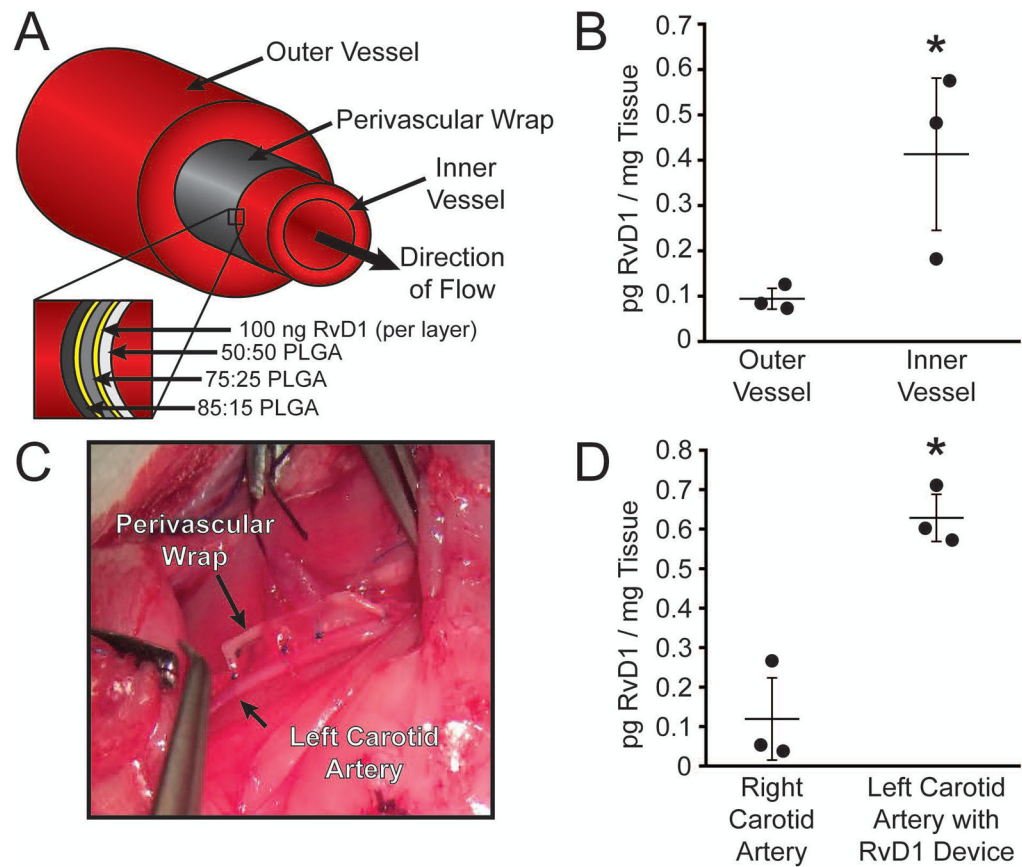 A
Outer Vessel
Perivascular Wrap
Inner
Vessel
Direction
of Flow
100 ng RvD1 (per layer)
50:50 PLGA
75:25 PLGA
85:15 PLGA
B
pg RvD1 / mg Tissue
0.7
0.6
0.5
0.4
0.3
0.2
0.1
0
*
Outer
Vessel
Inner
Vessel
C
Perivascular
Wrap
Left Carotid
Artery
D
pg RvD1 / mg Tissue
0.8
0.7
0.6
0.5
0.4
0.3
0.2
0.1
0
*
Right
Carotid
Artery
Left Carotid
Artery with
RvD1 Device